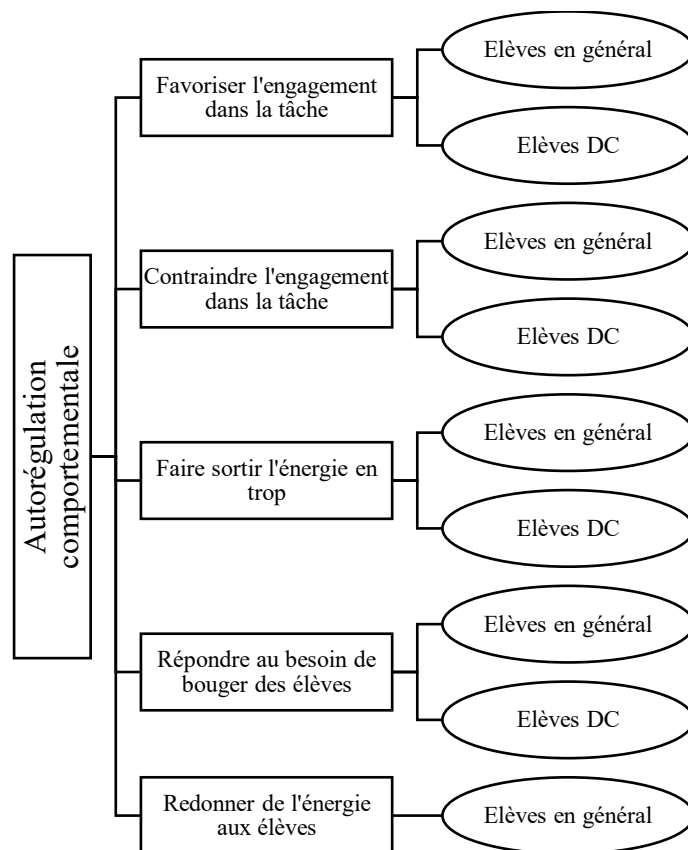 Autorégulation
comportementale
Favoriser l'engagement
dans la tâche
Elèves en général
Elèves DC
Contraindre l'engagement
dans la tâche
Elèves en général
Elèves DC
Faire sortir l'énergie en
trop
Elèves en général
Elèves DC
Répondre au besoin de
bouger des élèves
Elèves en général
Elèves DC
Redonner de l'énergie
aux élèves
Elèves en général